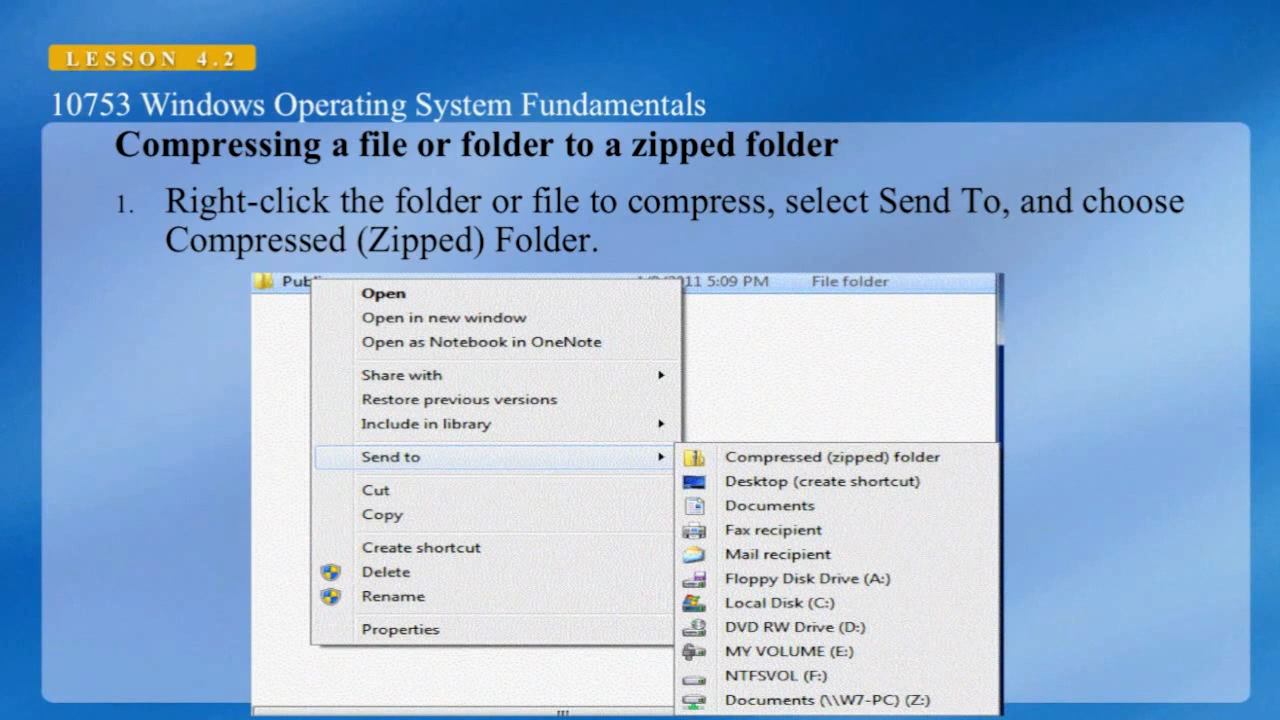 LESSON 4.2
10753 Windows Operating System Fundamentals
Compressing a file or folder to a zipped folder
1. Right-click the folder or file to compress, select Send To, and choose
Compressed (Zipped) Folder.
5:09 PM File folder
Open
Open in new window
Open as Notebook in OneNote
Share with
Restore previous versions
Include in library
Send to
Cut
Copy
Create shortcut
Delete
Rename
Properties
Compressed (zipped) folder
Desktop (create shortcut)
Documents
Fax recipient
Mail recipient
Floppy Disk Drive (A:)
Local Disk (C:)
DVD RW Drive (D:)
MY VOLUME (E:)
NTFSVOL (F:)
Documents (\\W7-PC) (Z:)